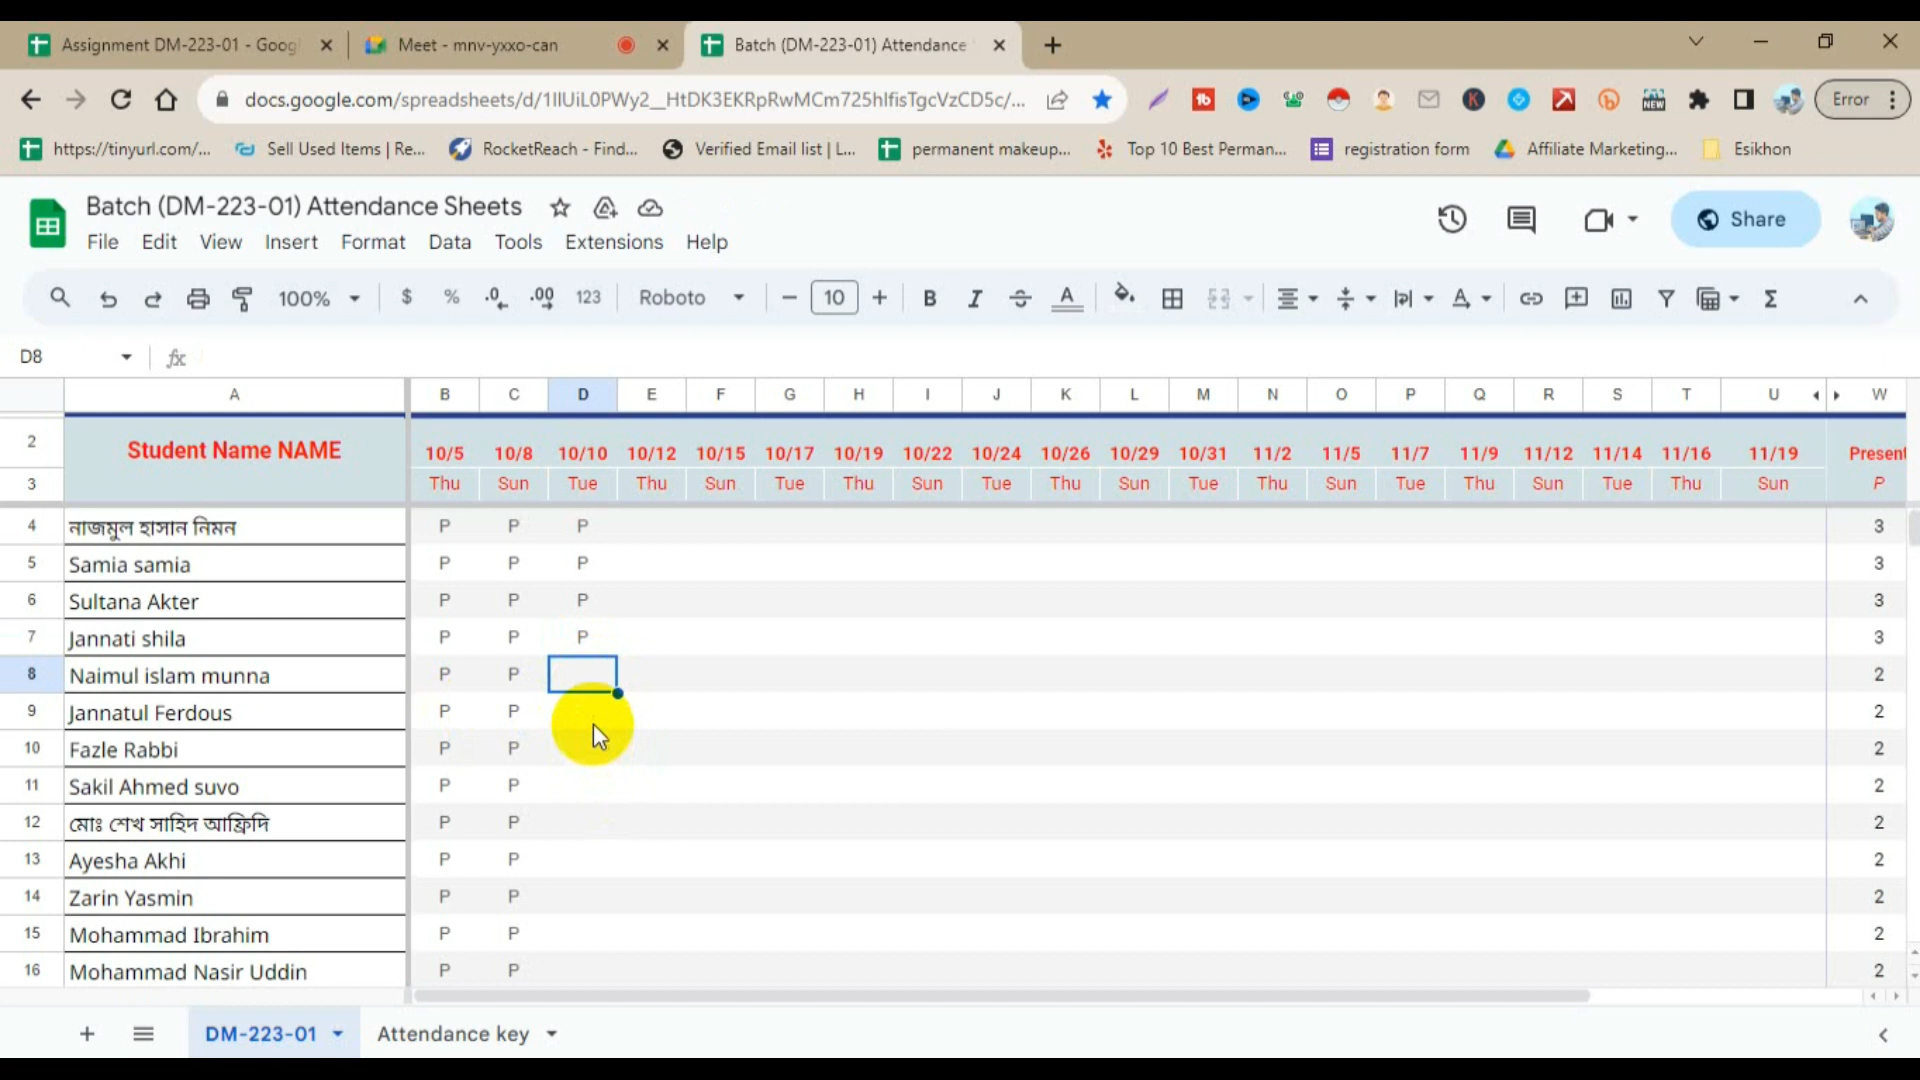 Assignment DM-223-01 - Goog
Meet - mnv-yxxo-can
Batch (DM-223-01) Attendance
docs.google.com/spreadsheets/d/1IIUiL0PWy2__HtDK3EKRpRwMCm725hIfisTgcVzCD5c/...
Error
https://tinyurl.com/...
Sell Used Items | Re...
RocketReach - Find...
Verified Email list | L...
permanent makeup...
Top 10 Best Perman...
registration form
Affiliate Marketing...
Esikhon
Batch (DM-223-01) Attendance Sheets
Share
File Edit View Insert Format Data Tools Extensions Help
100% $ % .0 .00 123 Roboto 10 B I A
D8 fx
A B C D E F G H I J K L M N O P Q R S T U W
2 Student Name NAME 10/5 10/8 10/10 10/12 10/15 10/17 10/19 10/22 10/24 10/26 10/29 10/31 11/2 11/5 11/7 11/9 11/12 11/14 11/16 11/19 Present
3 Thu Sun Tue Thu Sun Tue Thu Sun Tue Thu Sun Tue Thu Sun Tue Thu Sun Tue Thu Sun P
4 নাজমুল হাসান নিমন P P P 3
5 Samia samia P P P 3
6 Sultana Akter P P P 3
7 Jannati shila P P P 3
8 Naimul islam munna P P 2
9 Jannatul Ferdous P P 2
10 Fazle Rabbi P P 2
11 Sakil Ahmed suvo P P 2
12 মোঃ শেখ সাহিদ আফ্রিদি P P 2
13 Ayesha Akhi P P 2
14 Zarin Yasmin P P 2
15 Mohammad Ibrahim P P 2
16 Mohammad Nasir Uddin P P 2
DM-223-01 Attendance key